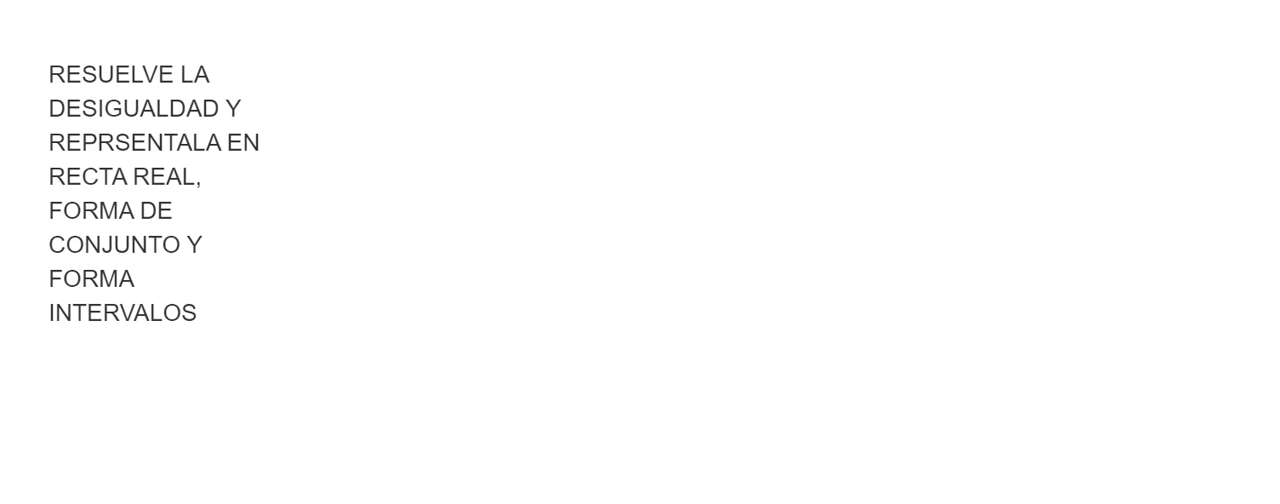 RESUELVE LA
DESIGUALDAD Y
REPRSENTALA EN
RECTA REAL,
FORMA DE
CONJUNTO Y
FORMA
INTERVALOS